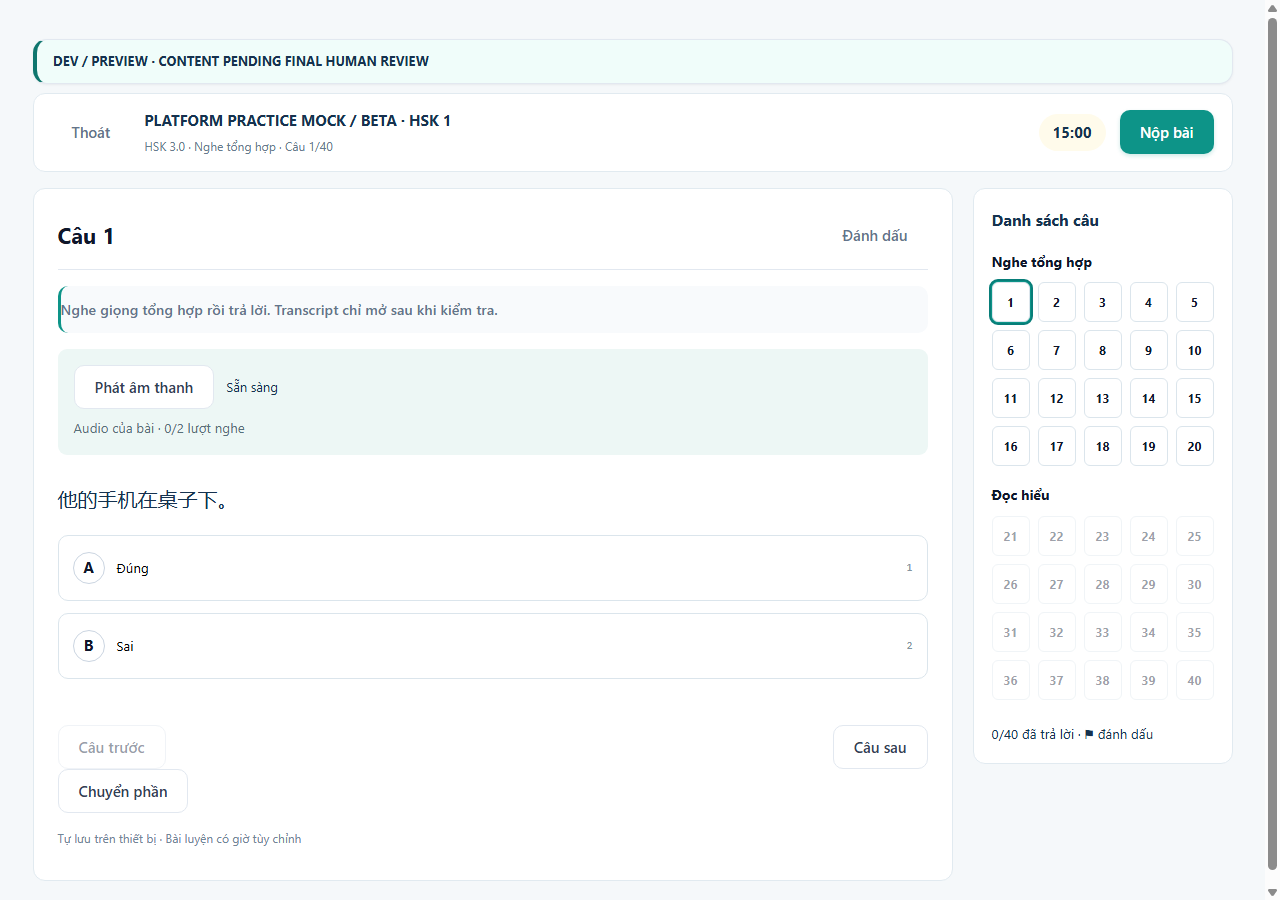 DEV / PREVIEW · CONTENT PENDING FINAL HUMAN REVIEW
Thoát
PLATFORM PRACTICE MOCK / BETA · HSK 1
HSK 3.0 · Nghe tổng hợp · Câu 1/40
15:00
Nộp bài
Câu 1
Đánh dấu
Nghe giọng tổng hợp rồi trả lời. Transcript chỉ mở sau khi kiểm tra.
Phát âm thanh
Sẵn sàng
Audio của bài · 0/2 lượt nghe
他的手机在桌子下。
A Đúng 1
B Sai 2
Câu trước
Câu sau
Chuyển phần
Tự lưu trên thiết bị · Bài luyện có giờ tùy chỉnh
Danh sách câu
Nghe tổng hợp
1 2 3 4 5
6 7 8 9 10
11 12 13 14 15
16 17 18 19 20
Đọc hiểu
21 22 23 24 25
26 27 28 29 30
31 32 33 34 35
36 37 38 39 40
0/40 đã trả lời · ⚑ đánh dấu